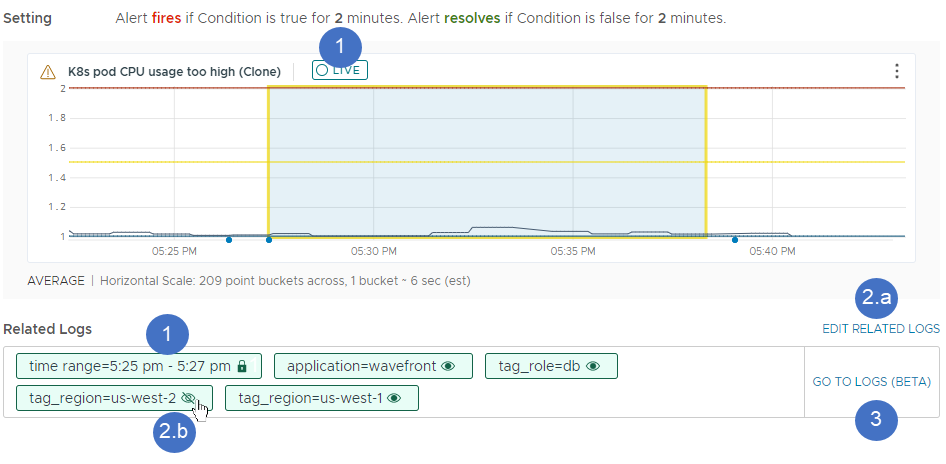 Setting Alert fires if Condition is true for 2 minutes. Alert resolves if Condition is false for 2 minutes.
1
K8s pod CPU usage too high (Clone) LIVE
2
1.8
1.6
1.4
1.2
1
05:25 PM 05:30 PM 05:35 PM 05:40 PM
AVERAGE | Horizontal Scale: 209 point buckets across, 1 bucket ~ 6 sec (est)
2.a
Related Logs 1 EDIT RELATED LOGS
time range=5:25 pm - 5:27 pm application=wavefront tag_role=db
GO TO LOGS (BETA)
tag_region=us-west-2 tag_region=us-west-1
2.b 3